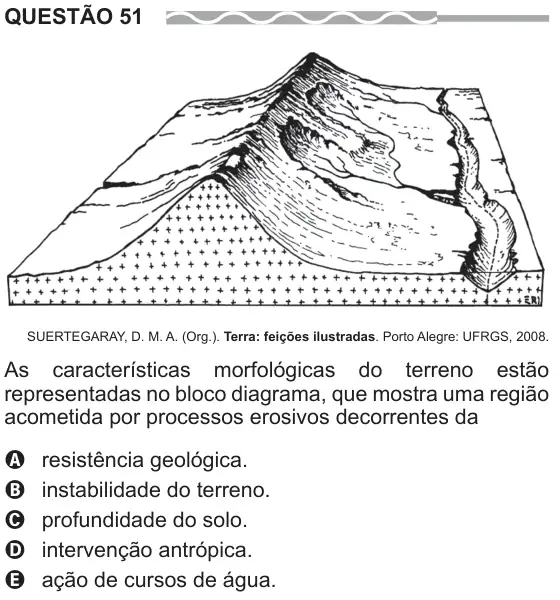 QUESTÃO 51
ERI
SUERTEGARAY, D. M. A. (Org.). Terra: feições ilustradas. Porto Alegre: UFRGS, 2008.
As características morfológicas do terreno estão
representadas no bloco diagrama, que mostra uma região
acometida por processos erosivos decorrentes da
A resistência geológica.
B instabilidade do terreno.
C profundidade do solo.
D intervenção antrópica.
E ação de cursos de água.